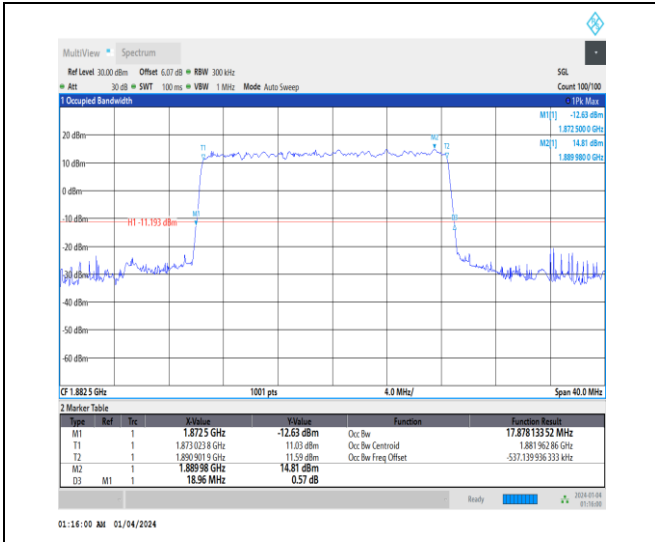 MultiView Spectrum
Ref Level 30.00 dBm Offset 6.07 dB RBW 300 kHz SGL
Att 30 dB SWT 100 ms VBW 1 MHz Mode Auto Sweep Count 100/100
1 Occupied Bandwidth 1Pk Max
M1[1] -12.63 dBm
1.872 500 0 GHz
M2[1] 14.81 dBm
1.889 980 0 GHz
20 dBm
M2
T1 T2
10 dBm
0 dBm
-10 dBm
M1
H1 -11.193 dBm
D3
-20 dBm
-30 dBm
-40 dBm
-50 dBm
-60 dBm
CF 1.882 5 GHz 1001 pts 4.0 MHz/ Span 40.0 MHz
2 Marker Table
Type Ref Trc X-Value Y-Value Function Function Result
M1 1 1.872 5 GHz -12.63 dBm Occ Bw 17.878 133 52 MHz
T1 1 1.873 023 8 GHz 11.03 dBm Occ Bw Centroid 1.881 962 86 GHz
T2 1 1.890 901 9 GHz 11.59 dBm Occ Bw Freq Offset -537.139 936 333 kHz
M2 1 1.889 98 GHz 14.81 dBm
D3 M1 1 18.96 MHz 0.57 dB
Ready 2024-01-04
01:16:00
01:16:00 AM 01/04/2024